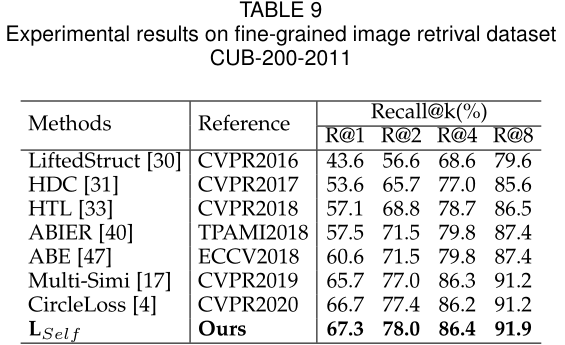 TABLE 9
Experimental results on fine-grained image retrival dataset
CUB-200-2011
Methods Reference Recall@k(%)
R@1 R@2 R@4 R@8
LiftedStruct [30] CVPR2016 43.6 56.6 68.6 79.6
HDC [31] CVPR2017 53.6 65.7 77.0 85.6
HTL [33] CVPR2018 57.1 68.8 78.7 86.5
ABIER [40] TPAMI2018 57.5 71.5 79.8 87.4
ABE [47] ECCV2018 60.6 71.5 79.8 87.4
Multi-Simi [17] CVPR2019 65.7 77.0 86.3 91.2
CircleLoss [4] CVPR2020 66.7 77.4 86.2 91.2
L_Self Ours 67.3 78.0 86.4 91.9